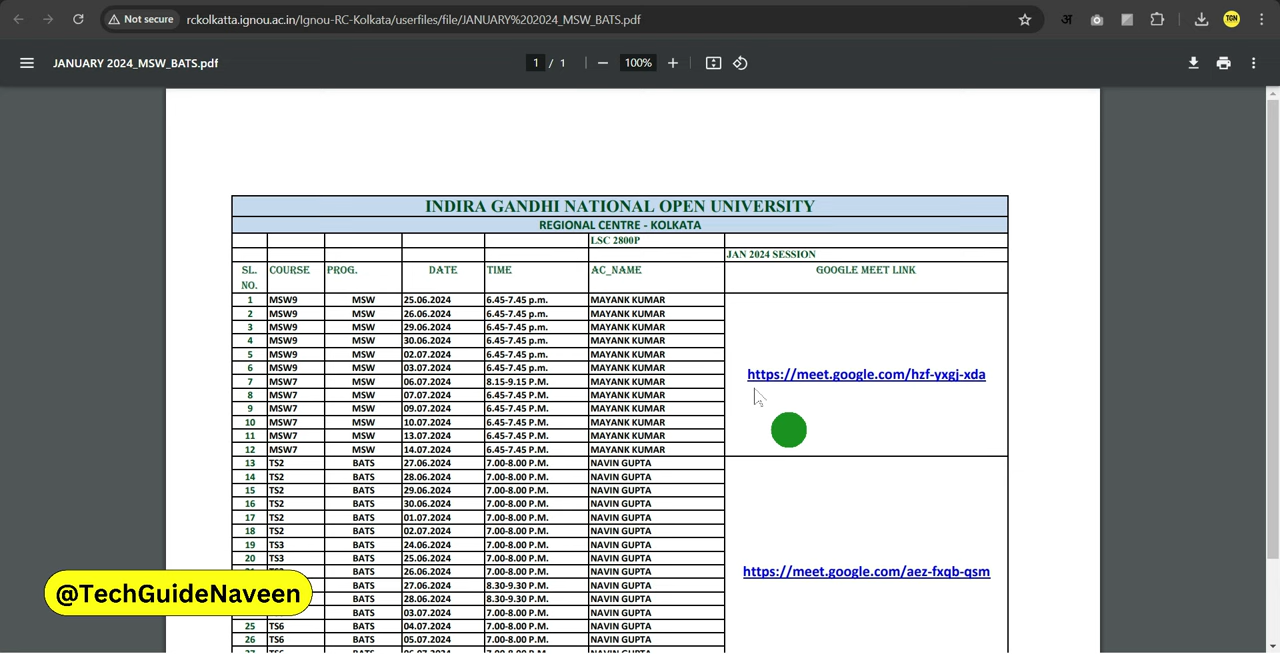 Not secure rckolkatta.ignou.ac.in/Ignou-RC-Kolkata/userfiles/file/JANUARY%202024_MSW_BATS.pdf अ TGN
JANUARY 2024_MSW_BATS.pdf 1 / 1 100%
INDIRA GANDHI NATIONAL OPEN UNIVERSITY
REGIONAL CENTRE - KOLKATA
LSC 2800P
JAN 2024 SESSION
SL. NO. COURSE PROG. DATE TIME AC_NAME GOOGLE MEET LINK
1 MSW9 MSW 25.06.2024 6.45-7.45 p.m. MAYANK KUMAR
2 MSW9 MSW 26.06.2024 6.45-7.45 p.m. MAYANK KUMAR
3 MSW9 MSW 29.06.2024 6.45-7.45 p.m. MAYANK KUMAR
4 MSW9 MSW 30.06.2024 6.45-7.45 p.m. MAYANK KUMAR
5 MSW9 MSW 02.07.2024 6.45-7.45 p.m. MAYANK KUMAR
6 MSW9 MSW 03.07.2024 6.45-7.45 p.m. MAYANK KUMAR
https://meet.google.com/hzf-yxgj-xda
7 MSW7 MSW 06.07.2024 8.15-9.15 P.M. MAYANK KUMAR
8 MSW7 MSW 07.07.2024 6.45-7.45 P.M. MAYANK KUMAR
9 MSW7 MSW 09.07.2024 6.45-7.45 P.M. MAYANK KUMAR
10 MSW7 MSW 10.07.2024 6.45-7.45 P.M. MAYANK KUMAR
11 MSW7 MSW 13.07.2024 6.45-7.45 P.M. MAYANK KUMAR
12 MSW7 MSW 14.07.2024 6.45-7.45 P.M. MAYANK KUMAR
13 TS2 BATS 27.06.2024 7.00-8.00 P.M. NAVIN GUPTA
14 TS2 BATS 28.06.2024 7.00-8.00 P.M. NAVIN GUPTA
15 TS2 BATS 29.06.2024 7.00-8.00 P.M. NAVIN GUPTA
16 TS2 BATS 30.06.2024 7.00-8.00 P.M. NAVIN GUPTA
17 TS2 BATS 01.07.2024 7.00-8.00 P.M. NAVIN GUPTA
18 TS2 BATS 02.07.2024 7.00-8.00 P.M. NAVIN GUPTA
19 TS3 BATS 24.06.2024 7.00-8.00 P.M. NAVIN GUPTA
20 TS3 BATS 25.06.2024 7.00-8.00 P.M. NAVIN GUPTA
BATS 26.06.2024 7.00-8.00 P.M. NAVIN GUPTA https://meet.google.com/aez-fxqb-qsm
BATS 27.06.2024 8.30-9.30 P.M. NAVIN GUPTA
BATS 28.06.2024 8.30-9.30 P.M. NAVIN GUPTA
BATS 03.07.2024 7.00-8.00 P.M. NAVIN GUPTA
25 TS6 BATS 04.07.2024 7.00-8.00 P.M. NAVIN GUPTA
26 TS6 BATS 05.07.2024 7.00-8.00 P.M. NAVIN GUPTA
@TechGuideNaveen